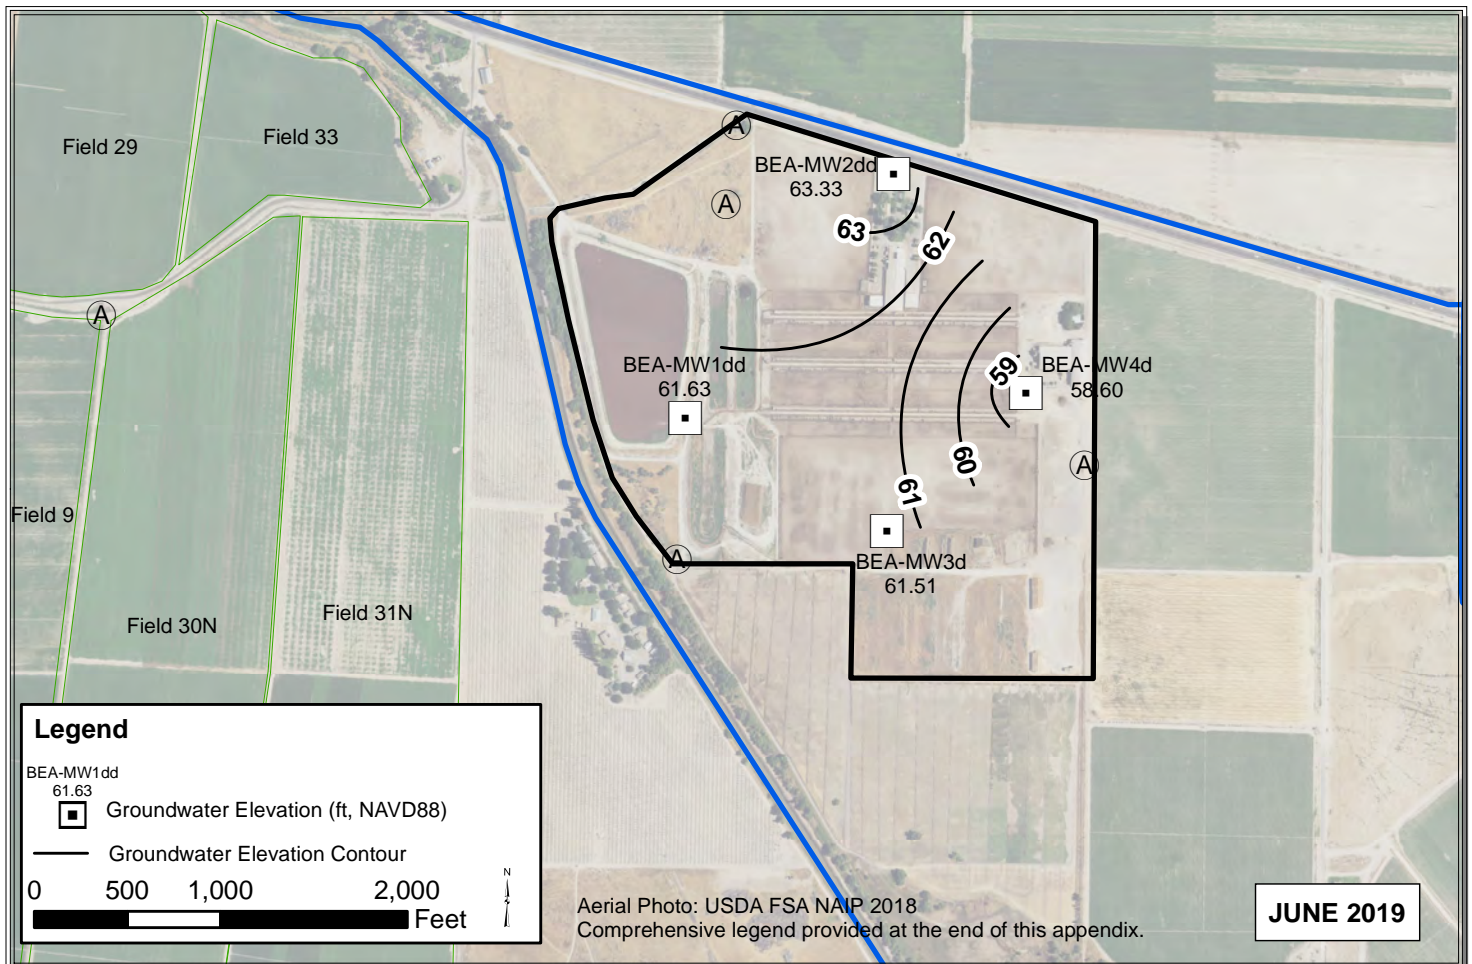 Field 29
Field 33
A
BEA-MW2dd
63.33
A
63
62
A
BEA-MW1dd
61.63
59
BEA-MW4d
58.60
60
A
61
Field 9
BEA-MW3d
61.51
A
Field 30N
Field 31N
Legend
BEA-MW1dd
61.63
Groundwater Elevation (ft, NAVD88)
Groundwater Elevation Contour
0 500 1,000 2,000
Feet
N
Aerial Photo: USDA FSA NAIP 2018
Comprehensive legend provided at the end of this appendix.
JUNE 2019